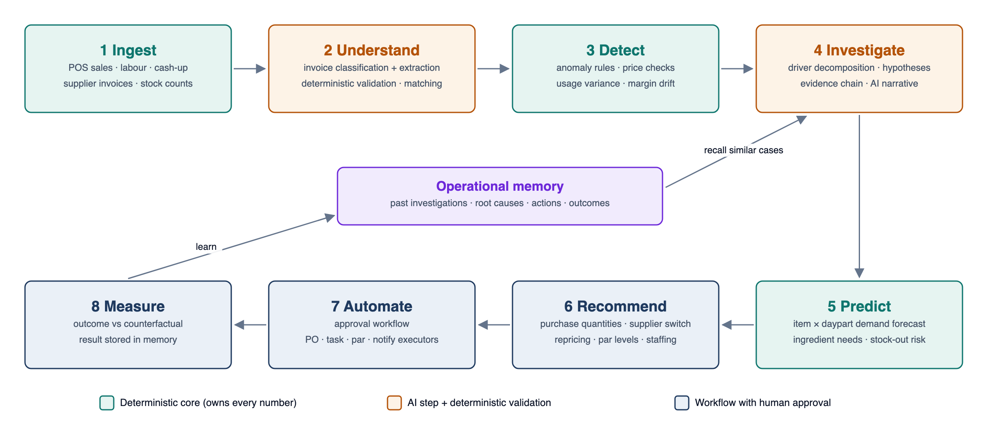 1 Ingest
POS sales · labour · cash-up
supplier invoices · stock counts
2 Understand
invoice classification + extraction
deterministic validation · matching
3 Detect
anomaly rules · price checks
usage variance · margin drift
4 Investigate
driver decomposition · hypotheses
evidence chain · AI narrative
recall similar cases
Operational memory
past investigations · root causes · actions · outcomes
learn
8 Measure
outcome vs counterfactual
result stored in memory
7 Automate
approval workflow
PO · task · par · notify executors
6 Recommend
purchase quantities · supplier switch
repricing · par levels · staffing
5 Predict
item × daypart demand forecast
ingredient needs · stock-out risk
Deterministic core (owns every number)
AI step + deterministic validation
Workflow with human approval